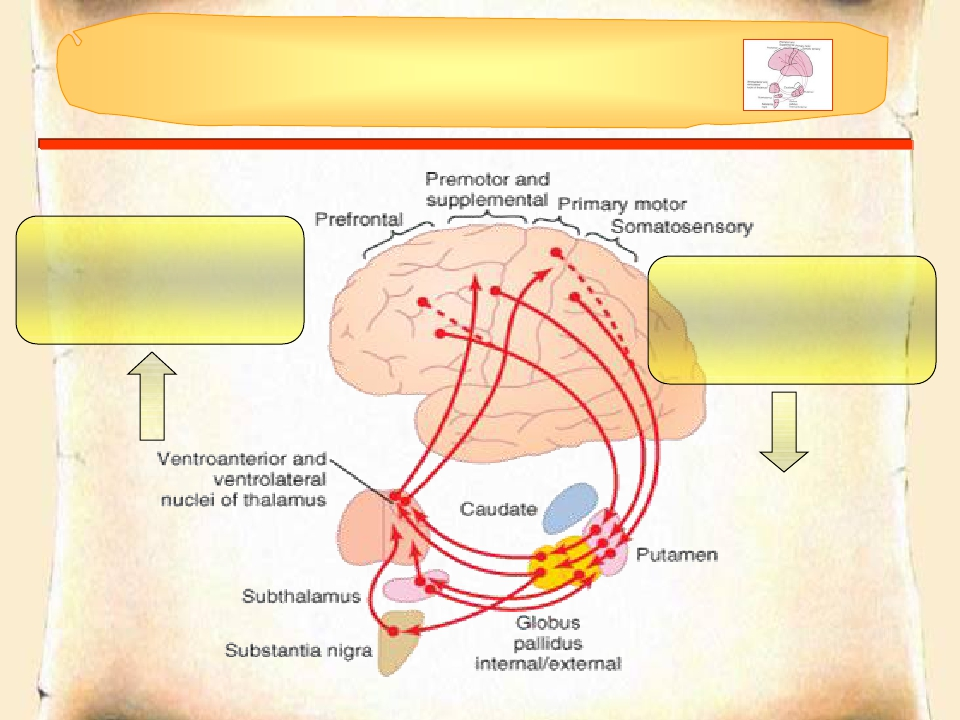 Premotor and
supplemental
Primary motor
Prefrontal
Somatosensory
Ventroanterior and
ventrolateral
nuclei of thalamus
Caudate
Putamen
Subthalamus
Globus
pallidus
internal/external
Substantia nigra